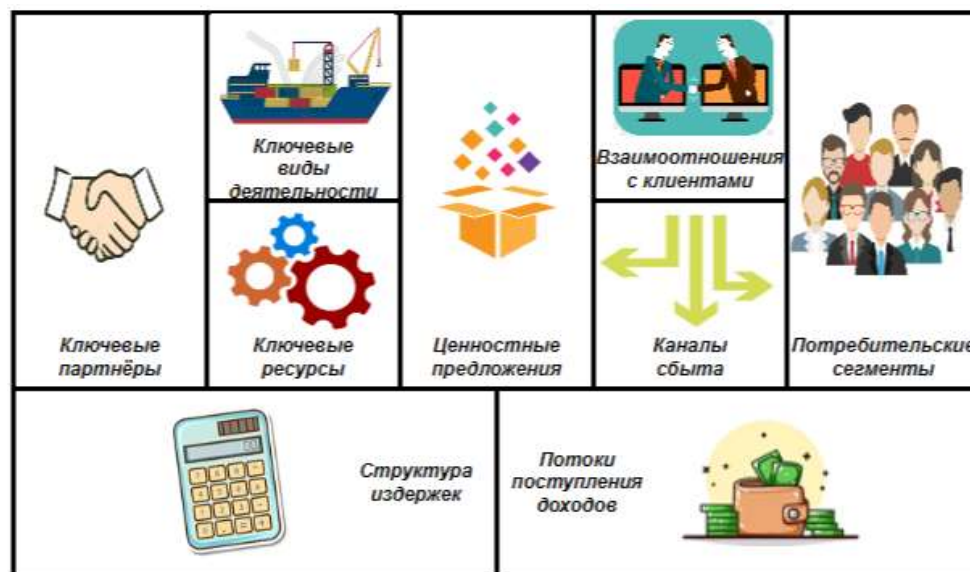 Ключевые
виды
деятельности
Взаимоотношения
с клиентами
Ключевые
партнёры
Ключевые
ресурсы
Ценностные
предложения
Каналы
сбыта
Потребительские
сегменты
Структура
издержек
Потоки
поступления
доходов